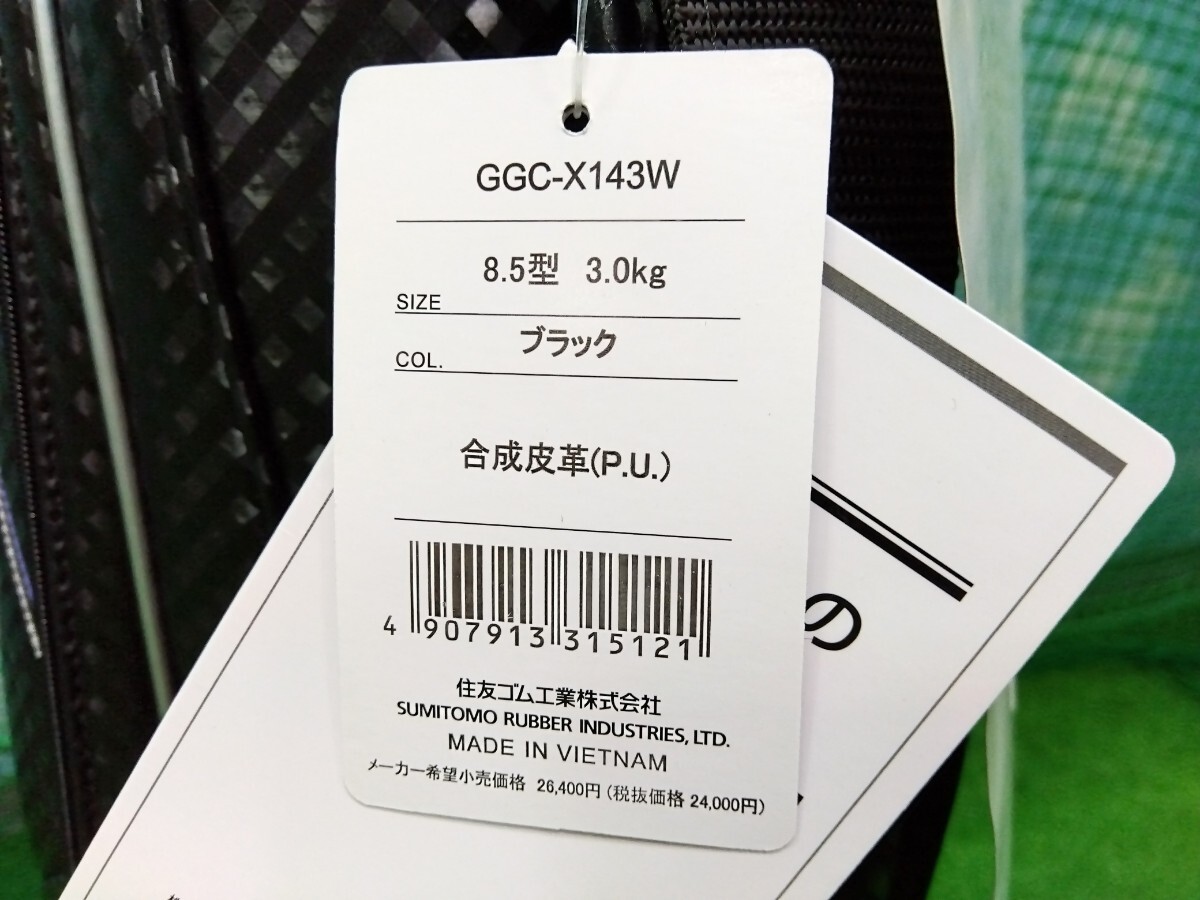 GGC-X143W
8.5型 3.0kg
SIZE
ブラック
COL.
合成皮革(P.U.)
4 907913 315121
住友ゴム工業株式会社
SUMITOMO RUBBER INDUSTRIES, LTD.
MADE IN VIETNAM
メーカー希望小売価格 26,400円(税抜価格 24,000円)
の